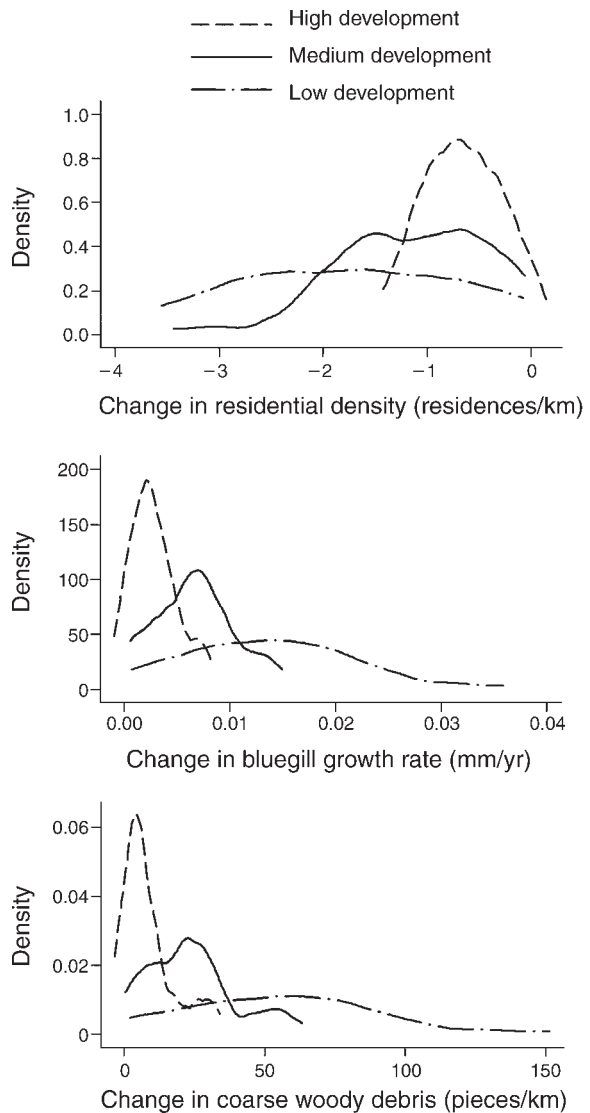 High development
Medium development
Low development
1.0
0.8
0.6
0.4
0.2
0.0
Density
−4 −3 −2 −1 0
Change in residential density (residences/km)
200
150
100
50
0
Density
0.00 0.01 0.02 0.03 0.04
Change in bluegill growth rate (mm/yr)
0.06
0.04
0.02
0
Density
0 50 100 150
Change in coarse woody debris (pieces/km)